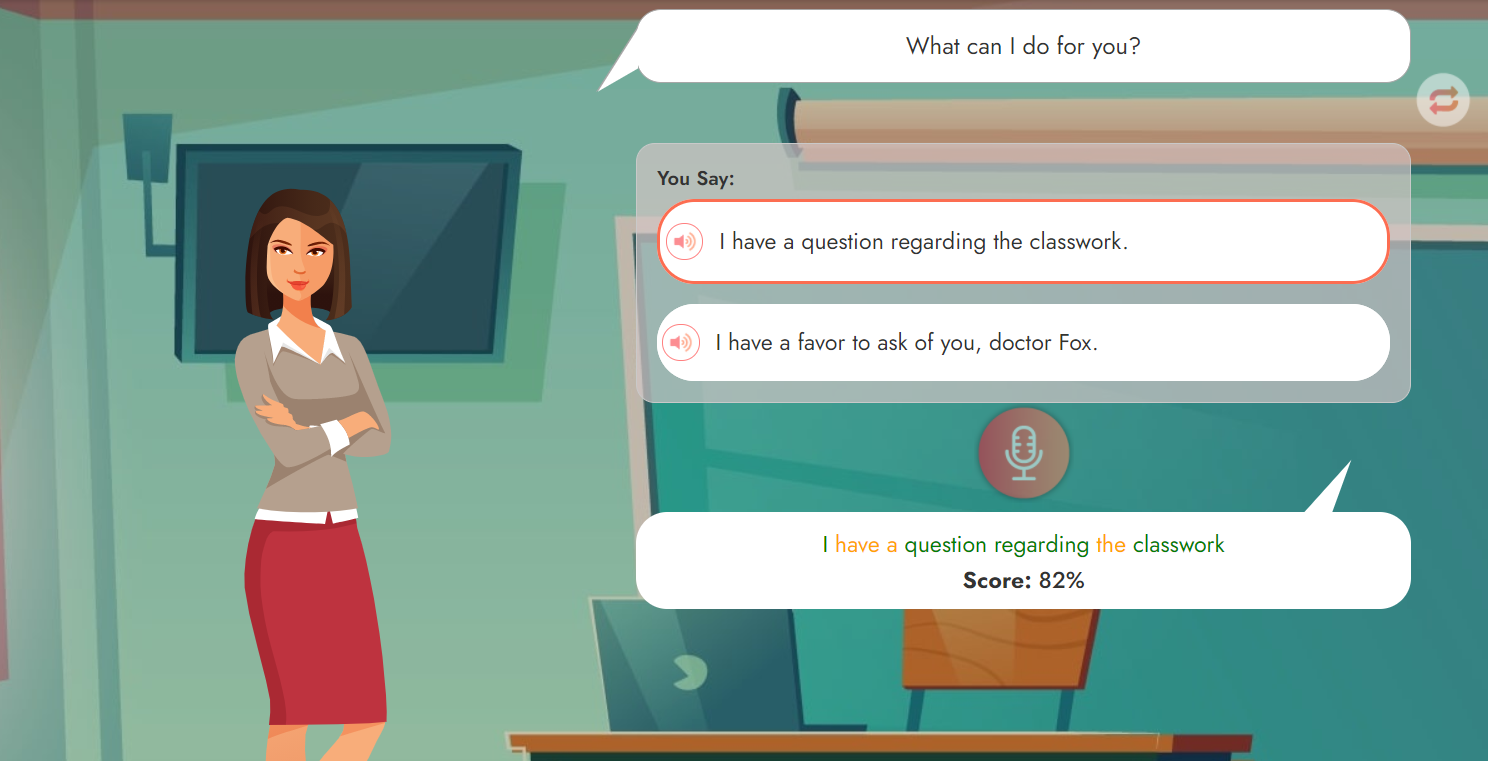 What can I do for you?
You Say:
I have a question regarding the classwork.
I have a favor to ask of you, doctor Fox.
I have a question regarding the classwork
Score: 82%